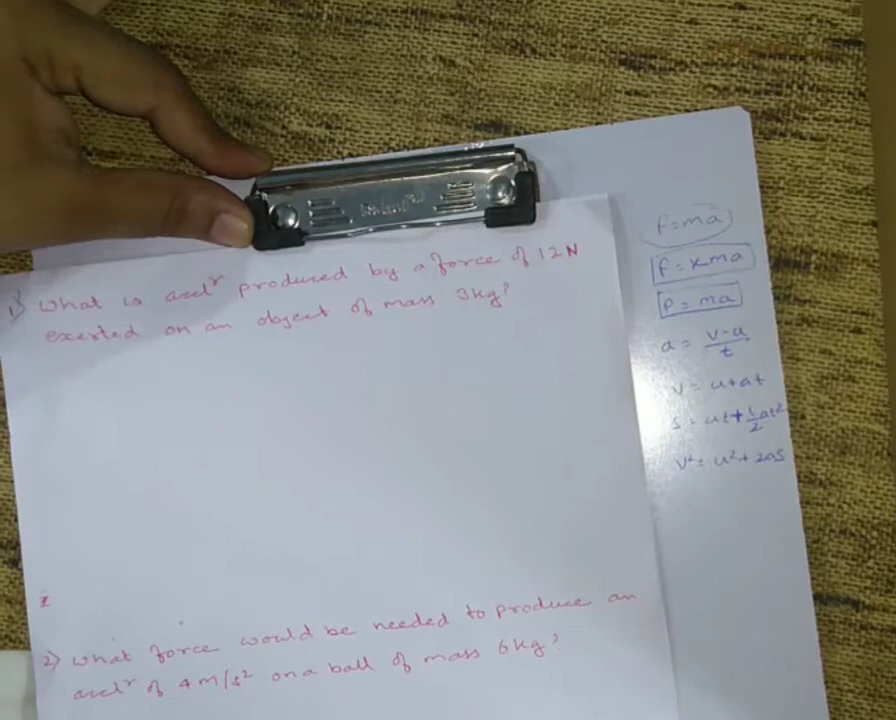 1) What is accl^r produced by a force of 12N
exerted on an object of mass 3kg?
2) What force would be needed to produce an
accl^r of 4 M/s² on a ball of mass 6kg?
f=ma
f=Kma
P=ma
a = v-u/t
v = u+at
s = ut+1/2at²
v² = u²+2as